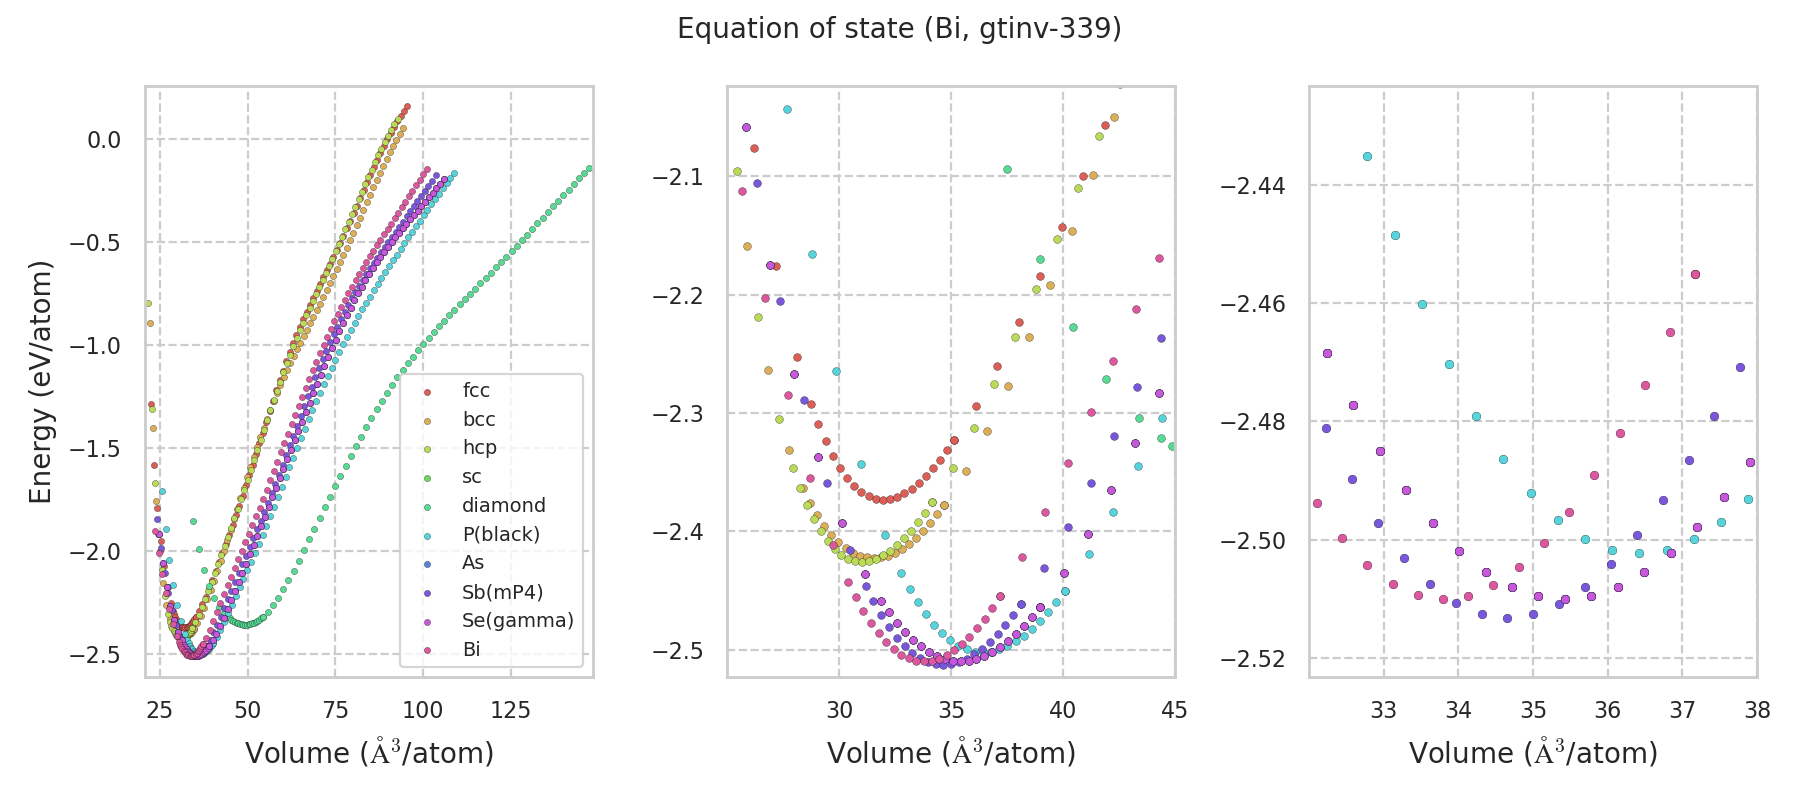 Equation of state (Bi, gtinv-339)
Energy (eV/atom)
0.0
−0.5
−1.0
−1.5
−2.0
−2.5
25 50 75 100 125
Volume (Å³/atom)
fcc
bcc
hcp
sc
diamond
P(black)
As
Sb(mP4)
Se(gamma)
Bi
−2.1
−2.2
−2.3
−2.4
−2.5
30 35 40 45
Volume (Å³/atom)
−2.44
−2.46
−2.48
−2.50
−2.52
33 34 35 36 37 38
Volume (Å³/atom)